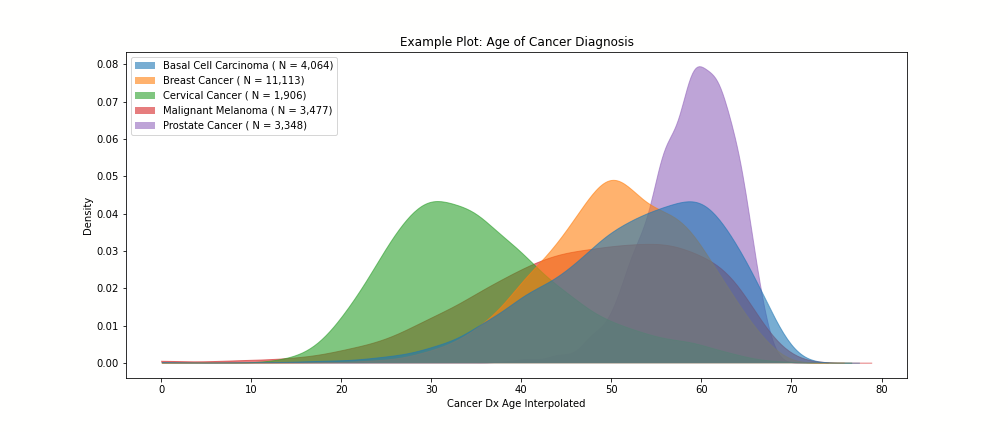 Example Plot: Age of Cancer Diagnosis
Basal Cell Carcinoma ( N = 4,064)
Breast Cancer ( N = 11,113)
Cervical Cancer ( N = 1,906)
Malignant Melanoma ( N = 3,477)
Prostate Cancer ( N = 3,348)
Density
0.08
0.07
0.06
0.05
0.04
0.03
0.02
0.01
0.00
0 10 20 30 40 50 60 70 80
Cancer Dx Age Interpolated